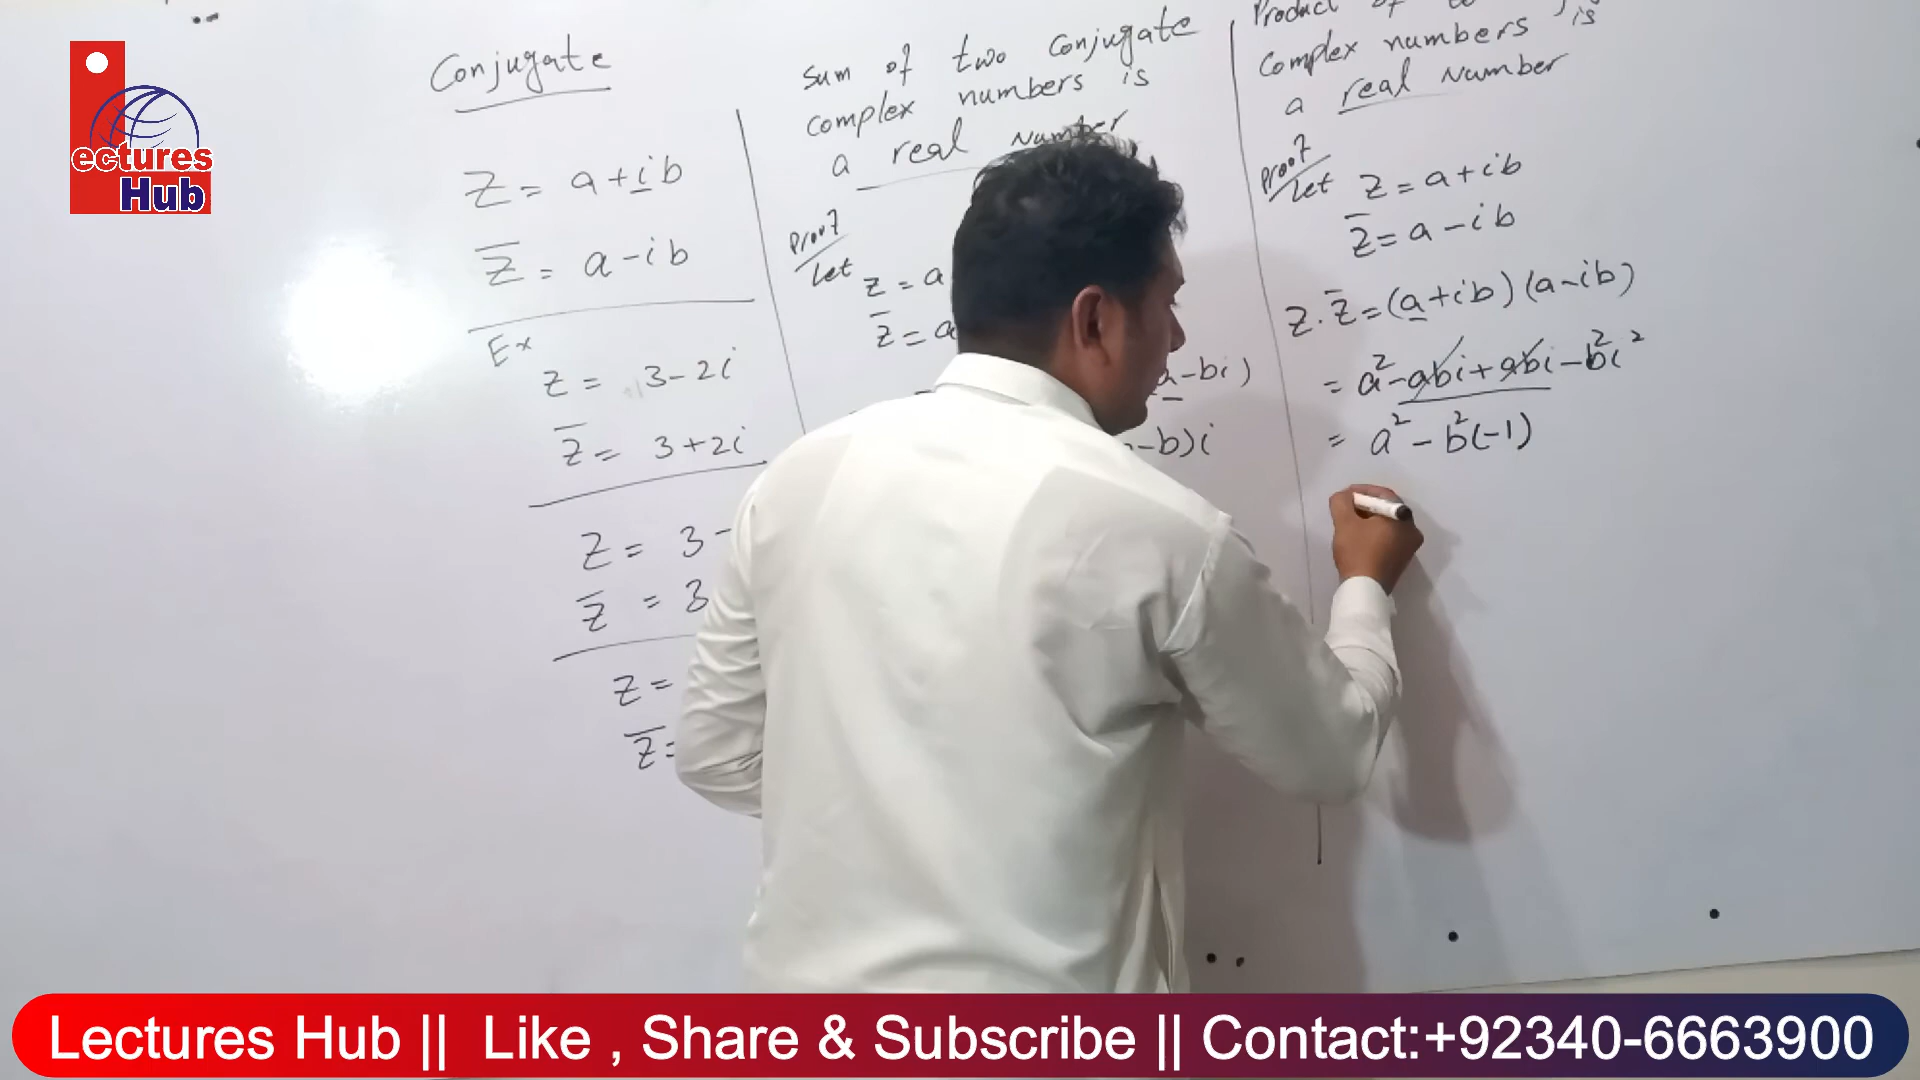 Lectures
Hub
Conjugate
Z = a + ib
Z̅ = a - ib
Ex
Z = 3 - 2i
Z̅ = 3 + 2i
Z = 3 -
Z̅ = 3
Z =
Z̅ =
Sum of two Conjugate
complex numbers is
a real Number
Proof
Let
Z = a
Z̅ = a
a - bi)
- b)i
Product of
Complex numbers is
a real Number
Proof
Let Z = a + ib
Z̅ = a - ib
Z . Z̅ = (a + ib) (a - ib)
= a² - abi + abi - b²i²
= a² - b²(-1)
Lectures Hub || Like , Share & Subscribe || Contact:+92340-6663900